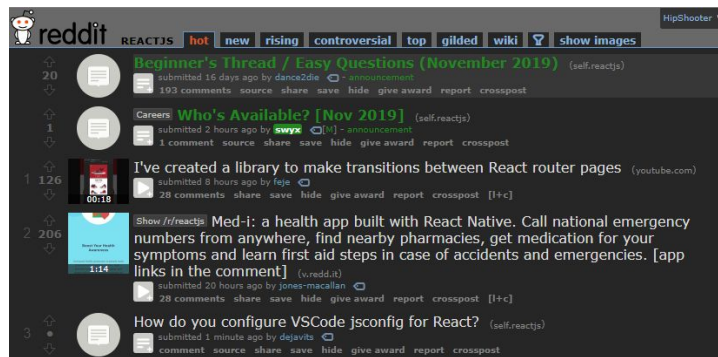 HipShooter
reddit REACTJS hot new rising controversial top gilded wiki show images
Beginner's Thread / Easy Questions (November 2019) (self.reactjs)
20
submitted 16 days ago by dance2die - announcement
193 comments source share save hide give award report crosspost
Careers Who's Available? [Nov 2019] (self.reactjs)
1
submitted 2 hours ago by swyx [M] - announcement
1 comment source share save hide give award report crosspost
I've created a library to make transitions between React router pages (youtube.com)
1 126
submitted 8 hours ago by feje
00:18
28 comments share save hide give award report crosspost [l+c]
Show /r/reactjs Med-i: a health app built with React Native. Call national emergency
2 206
numbers from anywhere, find nearby pharmacies, get medication for your
symptoms and learn first aid steps in case of accidents and emergencies. [app
1:14
links in the comment] (v.redd.it)
submitted 20 hours ago by jones-macallan
28 comments share save hide give award report crosspost [l+c]
How do you configure VSCode jsconfig for React? (self.reactjs)
3 •
submitted 1 minute ago by dejavits
comment source share save hide give award report crosspost